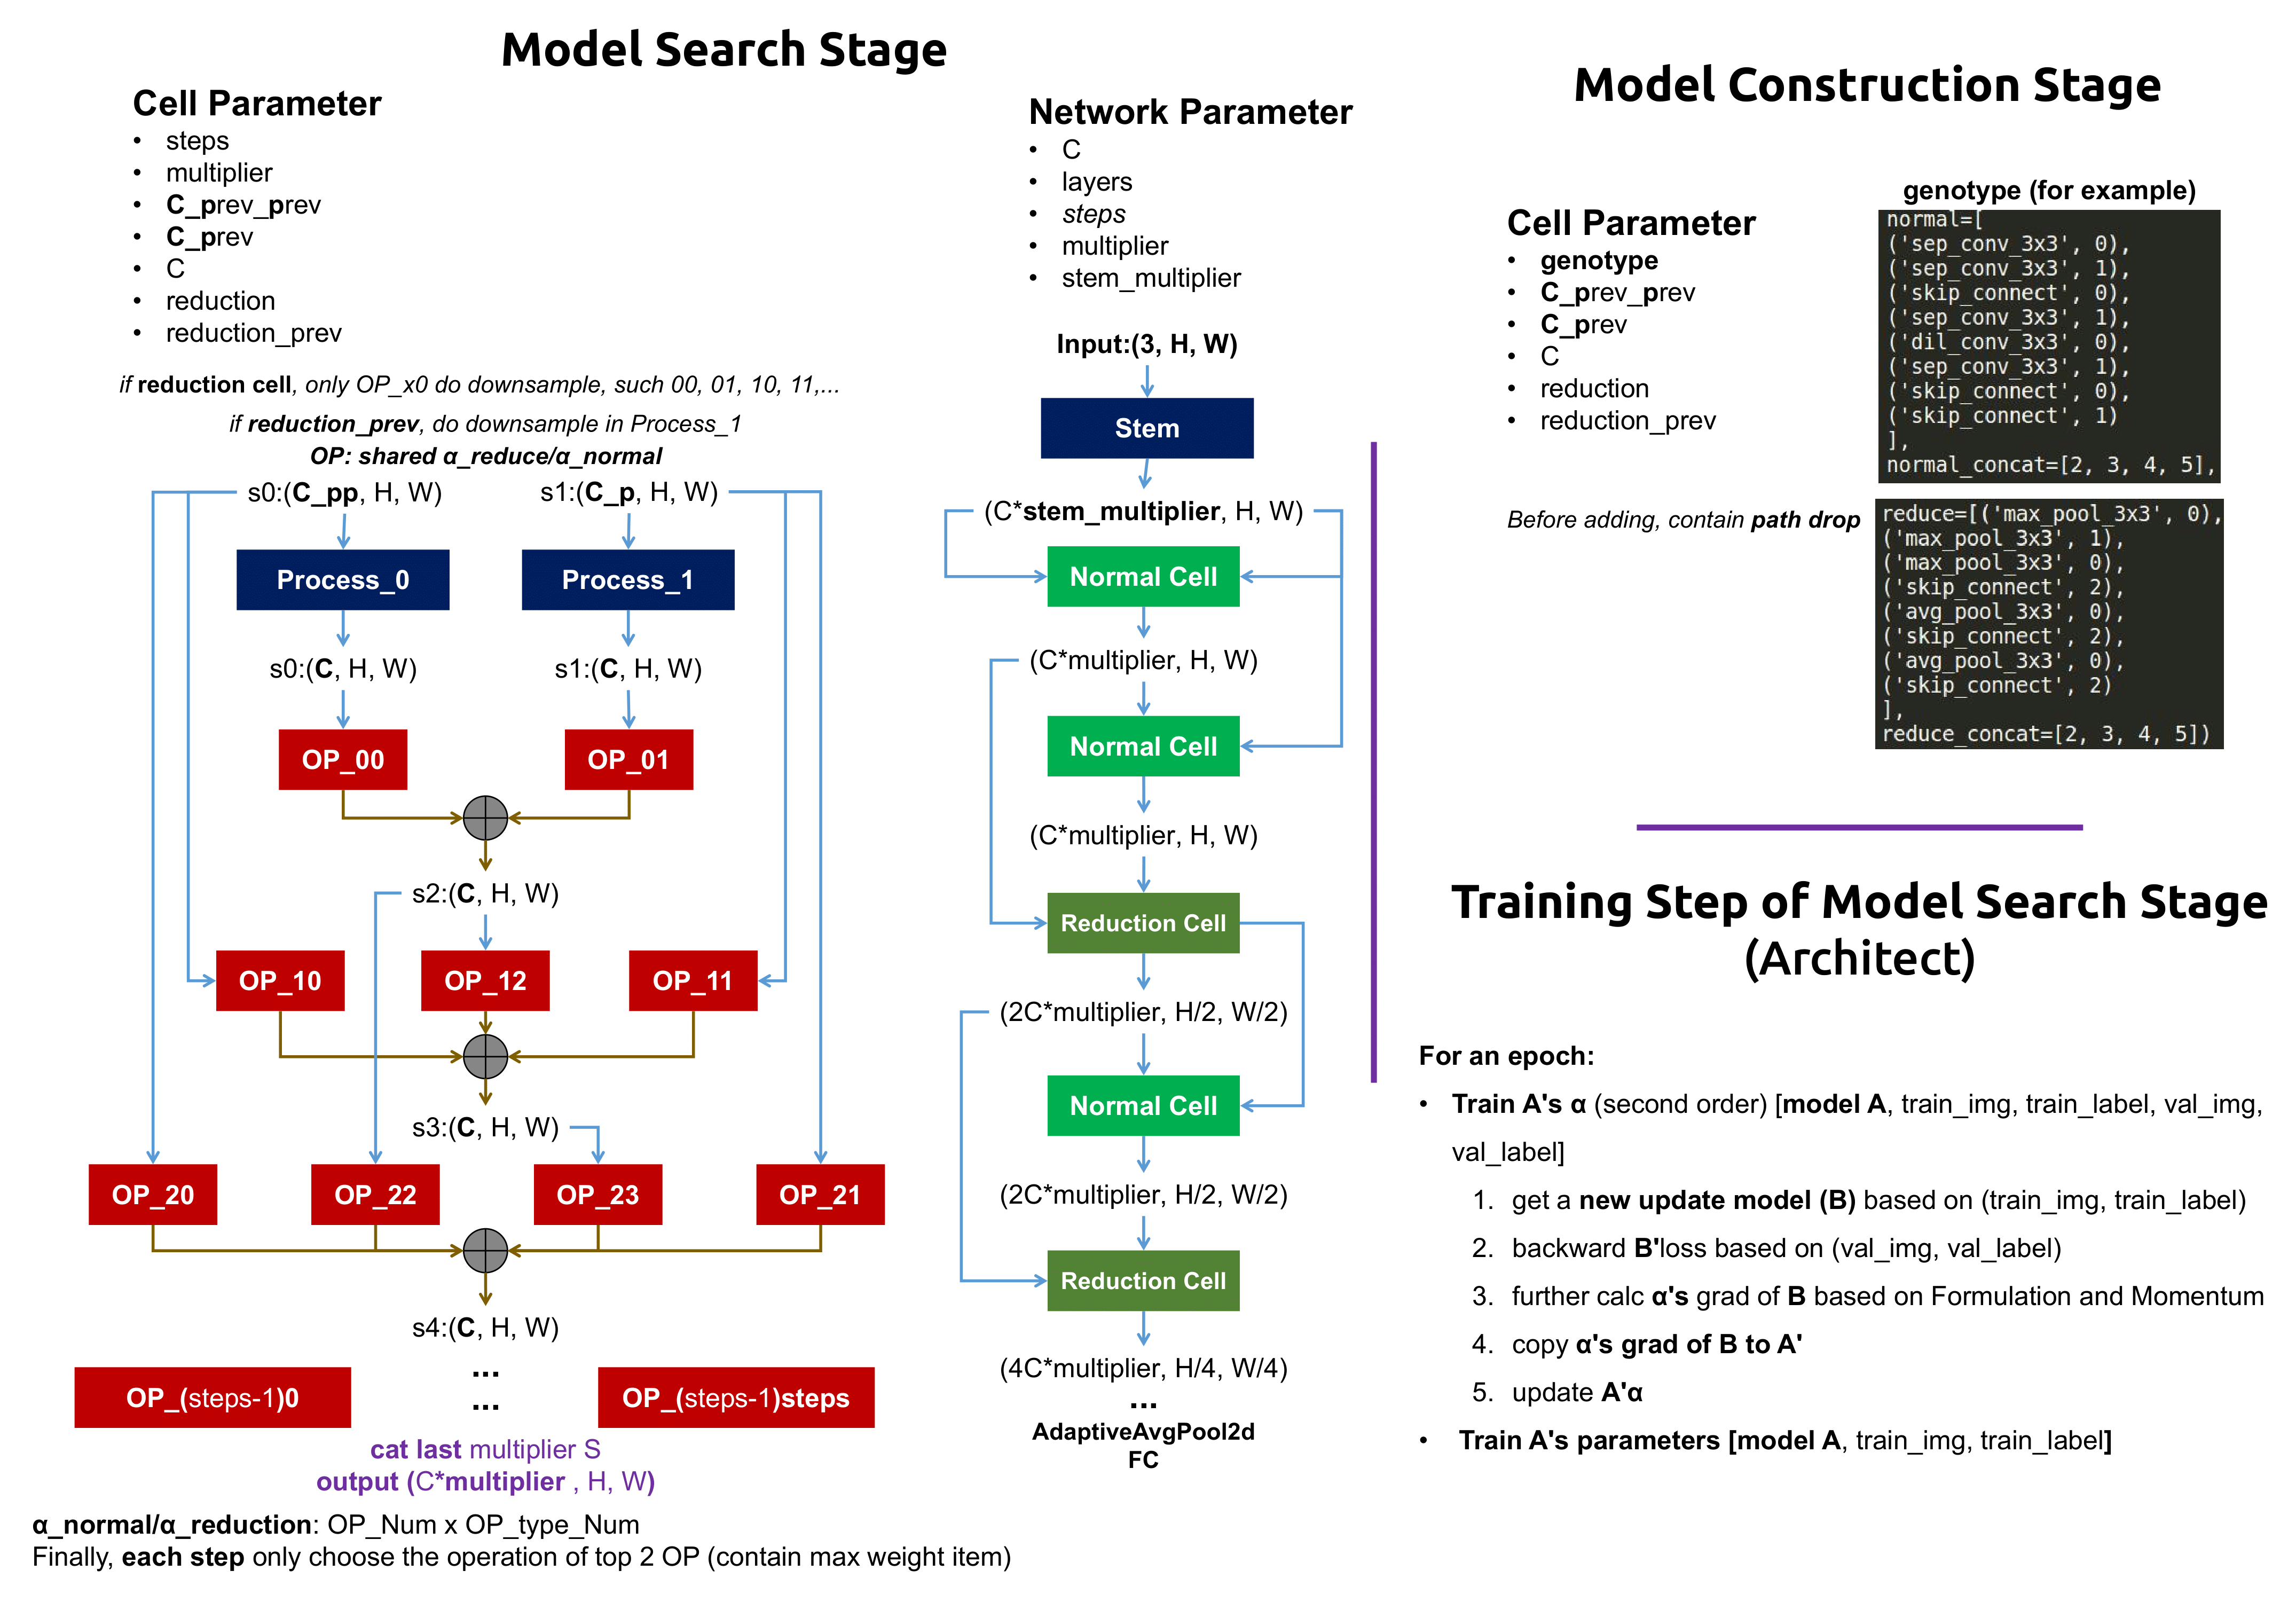 Model Search Stage
Cell Parameter
• steps
• multiplier
• C_prev_prev
• C_prev
• C
• reduction
• reduction_prev
if reduction cell, only OP_x0 do downsample, such 00, 01, 10, 11,...
if reduction_prev, do downsample in Process_1
OP: shared α_reduce/α_normal
s0:(C_pp, H, W)
s1:(C_p, H, W)
Process_0
Process_1
s0:(C, H, W)
s1:(C, H, W)
OP_00
OP_01
s2:(C, H, W)
OP_10
OP_12
OP_11
s3:(C, H, W)
OP_20
OP_22
OP_23
OP_21
s4:(C, H, W)
...
...
OP_(steps-1)0
OP_(steps-1)steps
cat last multiplier S
output (C*multiplier , H, W)
α_normal/α_reduction: OP_Num x OP_type_Num
Finally, each step only choose the operation of top 2 OP (contain max weight item)
Network Parameter
• C
• layers
• steps
• multiplier
• stem_multiplier
Input:(3, H, W)
Stem
(C*stem_multiplier, H, W)
Normal Cell
(C*multiplier, H, W)
Normal Cell
(C*multiplier, H, W)
Reduction Cell
(2C*multiplier, H/2, W/2)
Normal Cell
(2C*multiplier, H/2, W/2)
Reduction Cell
(4C*multiplier, H/4, W/4)
...
AdaptiveAvgPool2d
FC
Model Construction Stage
Cell Parameter
• genotype
• C_prev_prev
• C_prev
• C
• reduction
• reduction_prev
Before adding, contain path drop
genotype (for example)
normal=[
('sep_conv_3x3', 0),
('sep_conv_3x3', 1),
('skip_connect', 0),
('sep_conv_3x3', 1),
('dil_conv_3x3', 0),
('sep_conv_3x3', 1),
('skip_connect', 0),
('skip_connect', 1)
],
normal_concat=[2, 3, 4, 5],
reduce=[('max_pool_3x3', 0),
('max_pool_3x3', 1),
('max_pool_3x3', 0),
('skip_connect', 2),
('avg_pool_3x3', 0),
('skip_connect', 2),
('avg_pool_3x3', 0),
('skip_connect', 2)
],
reduce_concat=[2, 3, 4, 5])
Training Step of Model Search Stage
(Architect)
For an epoch:
• Train A's α (second order) [model A, train_img, train_label, val_img,
val_label]
1. get a new update model (B) based on (train_img, train_label)
2. backward B'loss based on (val_img, val_label)
3. further calc α's grad of B based on Formulation and Momentum
4. copy α's grad of B to A'
5. update A'α
• Train A's parameters [model A, train_img, train_label]